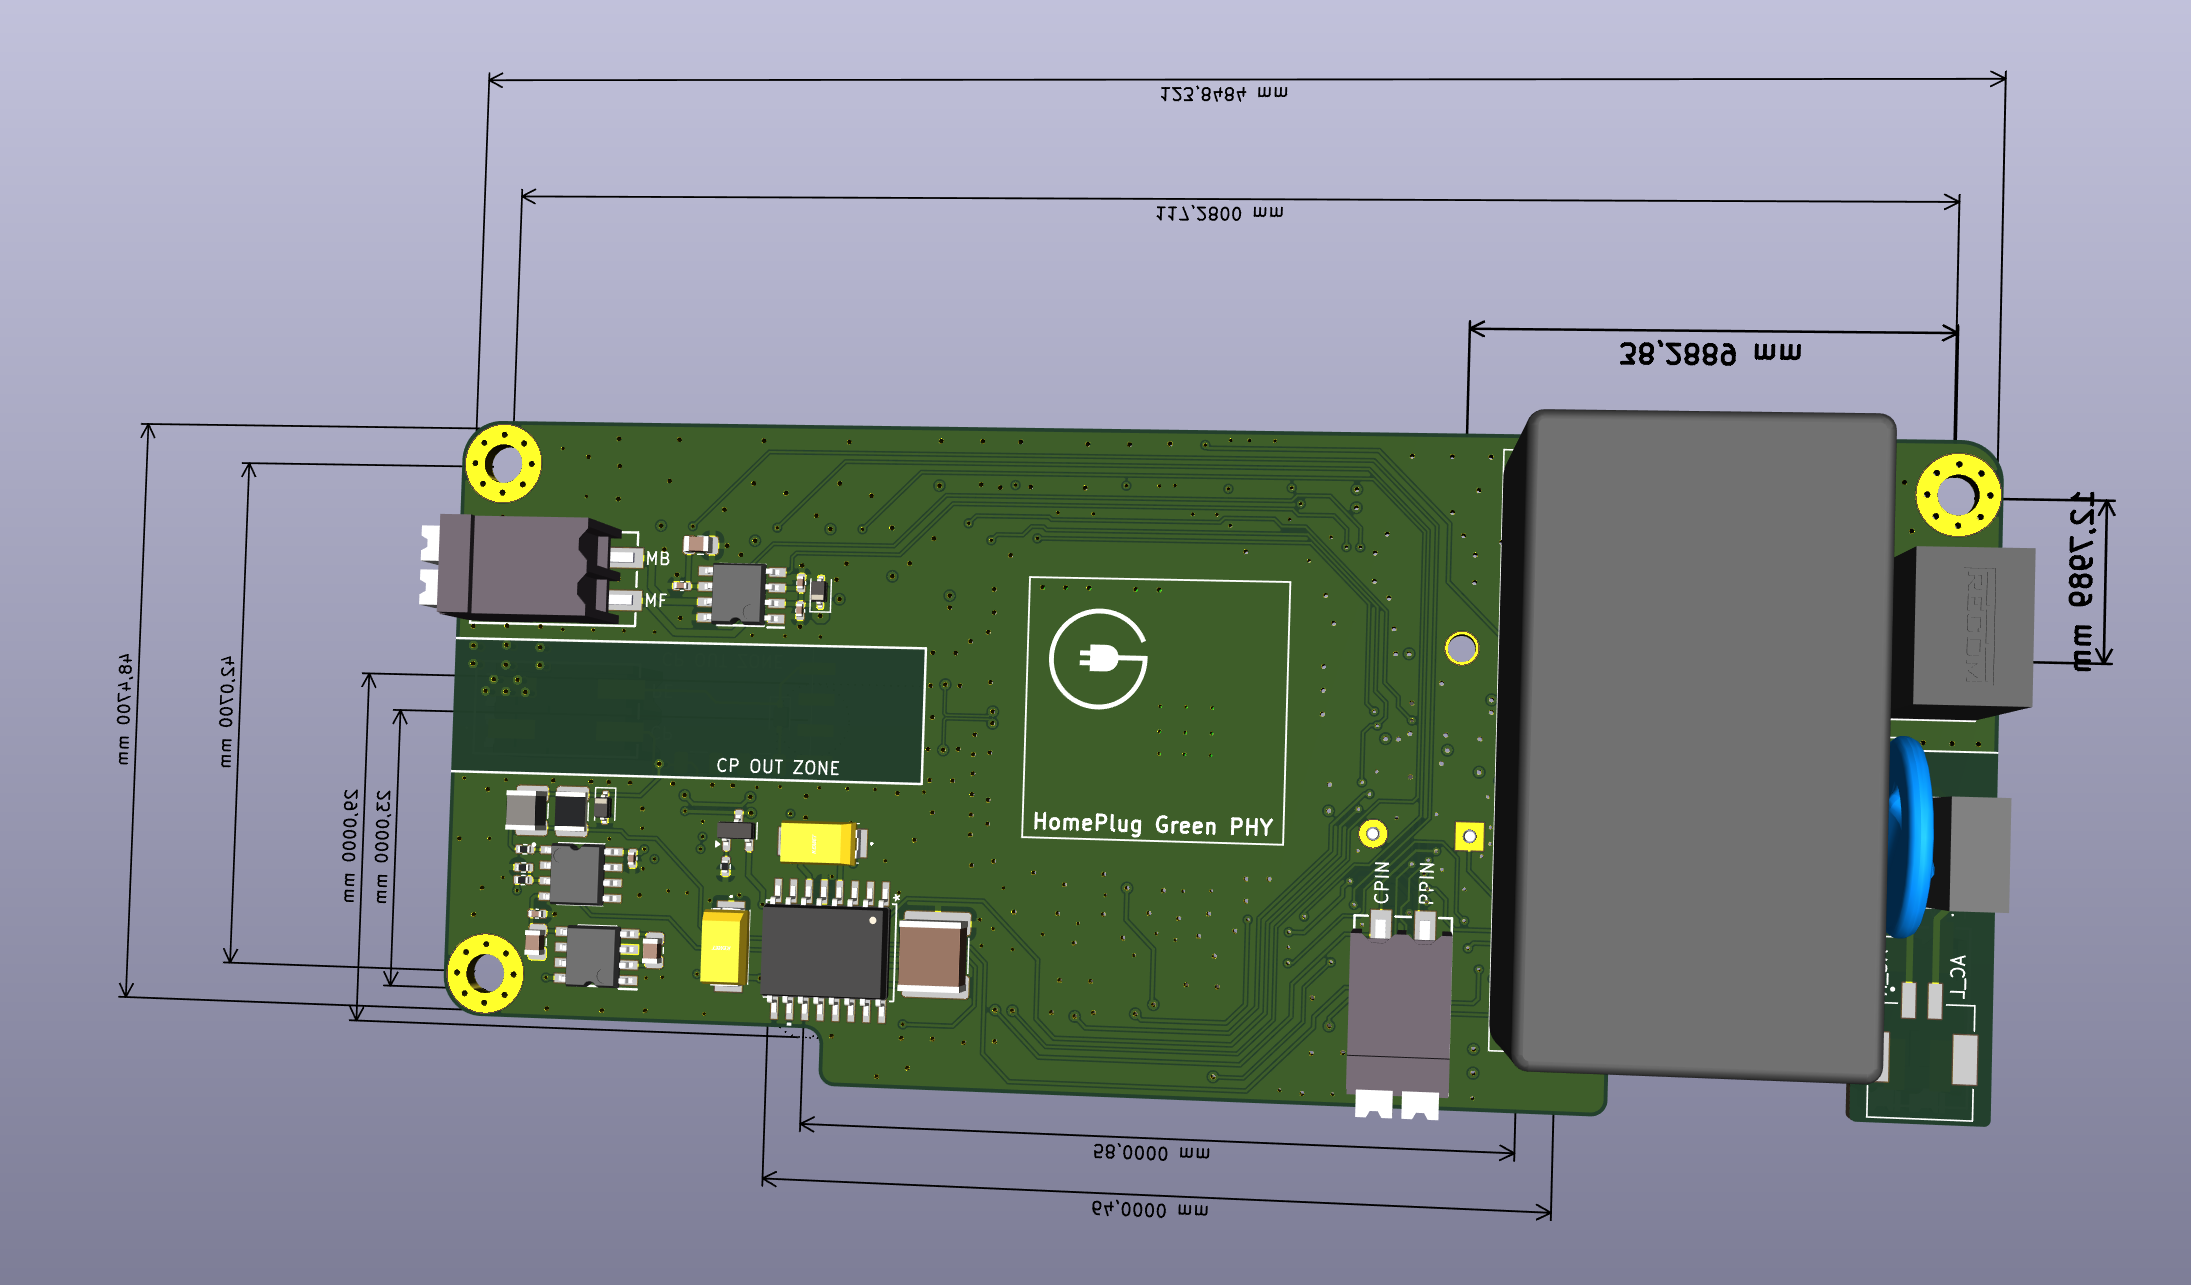 123,8484 mm
117,2800 mm
38,2889 mm
12,7989 mm
MB
MF
RECOM
48,4700 mm
42,0700 mm
29,0000 mm
23,0000 mm
CP OUT ZONE
HomePlug Green PHY
CPIN
PPIN
*
AC_L
58,0000 mm
64,0000 mm